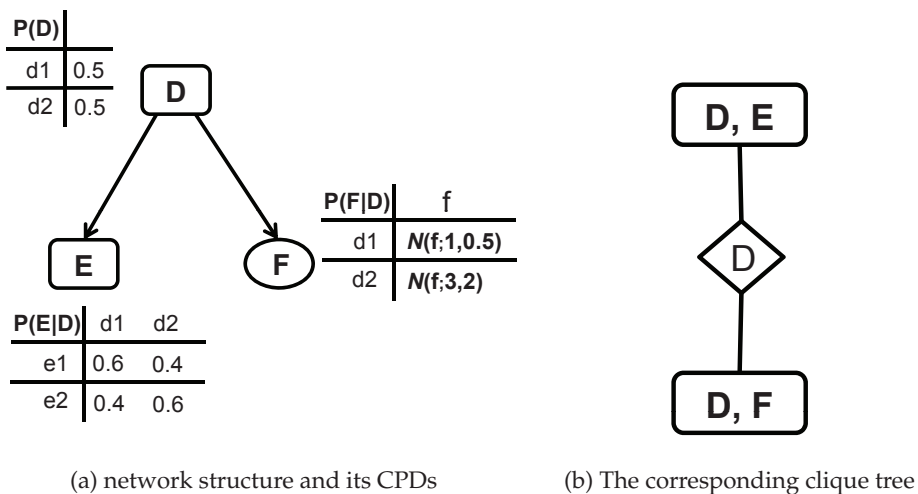 P(D)
d1 0.5
d2 0.5
D
E
F
P(F|D) f
d1 N(f;1,0.5)
d2 N(f;3,2)
P(E|D) d1 d2
e1 0.6 0.4
e2 0.4 0.6
(a) network structure and its CPDs
D, E
D
D, F
(b) The corresponding clique tree